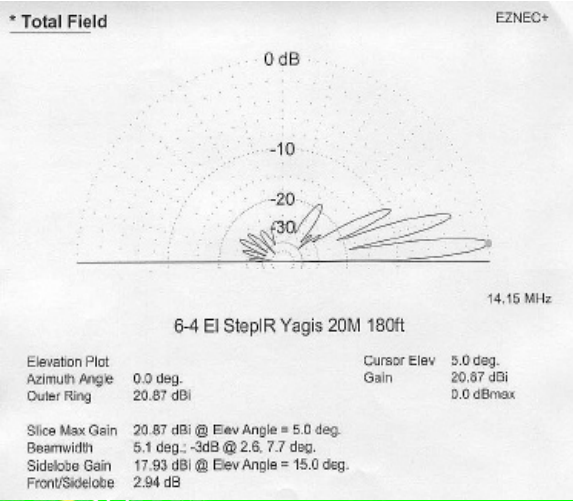 * Total Field
EZNEC+
0 dB
-10
-20
-30
14.15 MHz
6-4 El SteppIR Yagis 20M 180ft
Elevation Plot
Azimuth Angle 0.0 deg.
Outer Ring 20.87 dBi
Cursor Elev 5.0 deg.
Gain 20.87 dBi
0.0 dBmax
Slice Max Gain 20.87 dBi @ Elev Angle = 5.0 deg.
Beamwidth 5.1 deg.; -3dB @ 2.6, 7.7 deg.
Sidelobe Gain 17.93 dBi @ Elev Angle = 15.0 deg.
Front/Sidelobe 2.94 dB